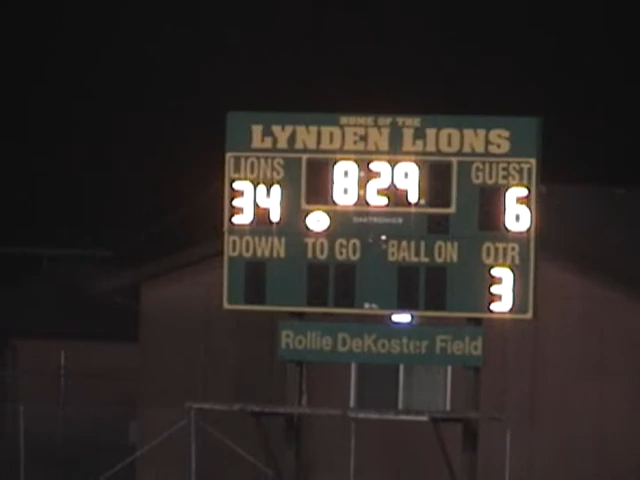 HOME OF THE
LYNDEN LIONS
LIONS 8:29 GUEST
34 6
DAKTRONICS
DOWN TO GO BALL ON QTR
3
Rollie DeKoster Field